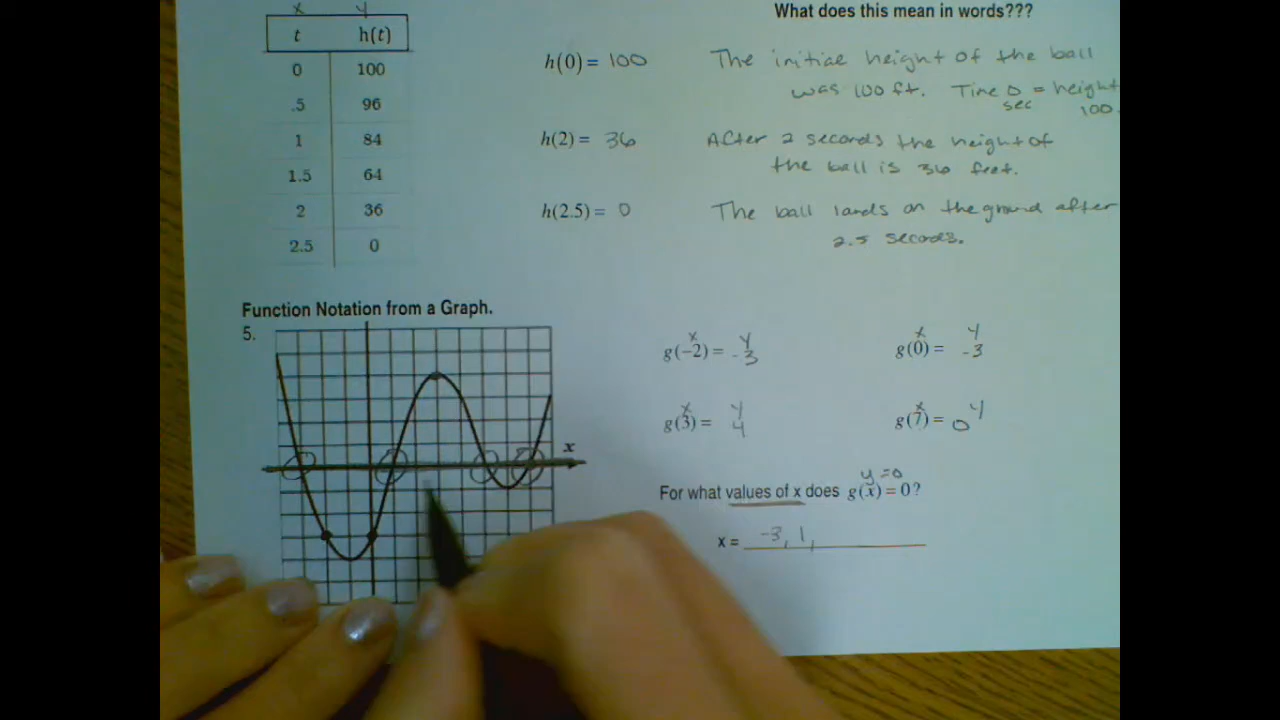 x y
t h(t)
0 100
.5 96
1 84
1.5 64
2 36
2.5 0
What does this mean in words???
h(0) = 100
The initial height of the ball
was 100 ft. Time 0 = height
sec 100.
h(2) = 36
After 2 seconds the height of
the ball is 36 feet.
h(2.5) = 0
The ball lands on the ground after
2.5 seconds.
Function Notation from a Graph.
5.
x
x y
g(−2) = -3
x y
g(0) = -3
x y
g(3) = 4
x y
g(7) = 0
y =0
For what values of x does g(x) = 0?
x = -3, 1,